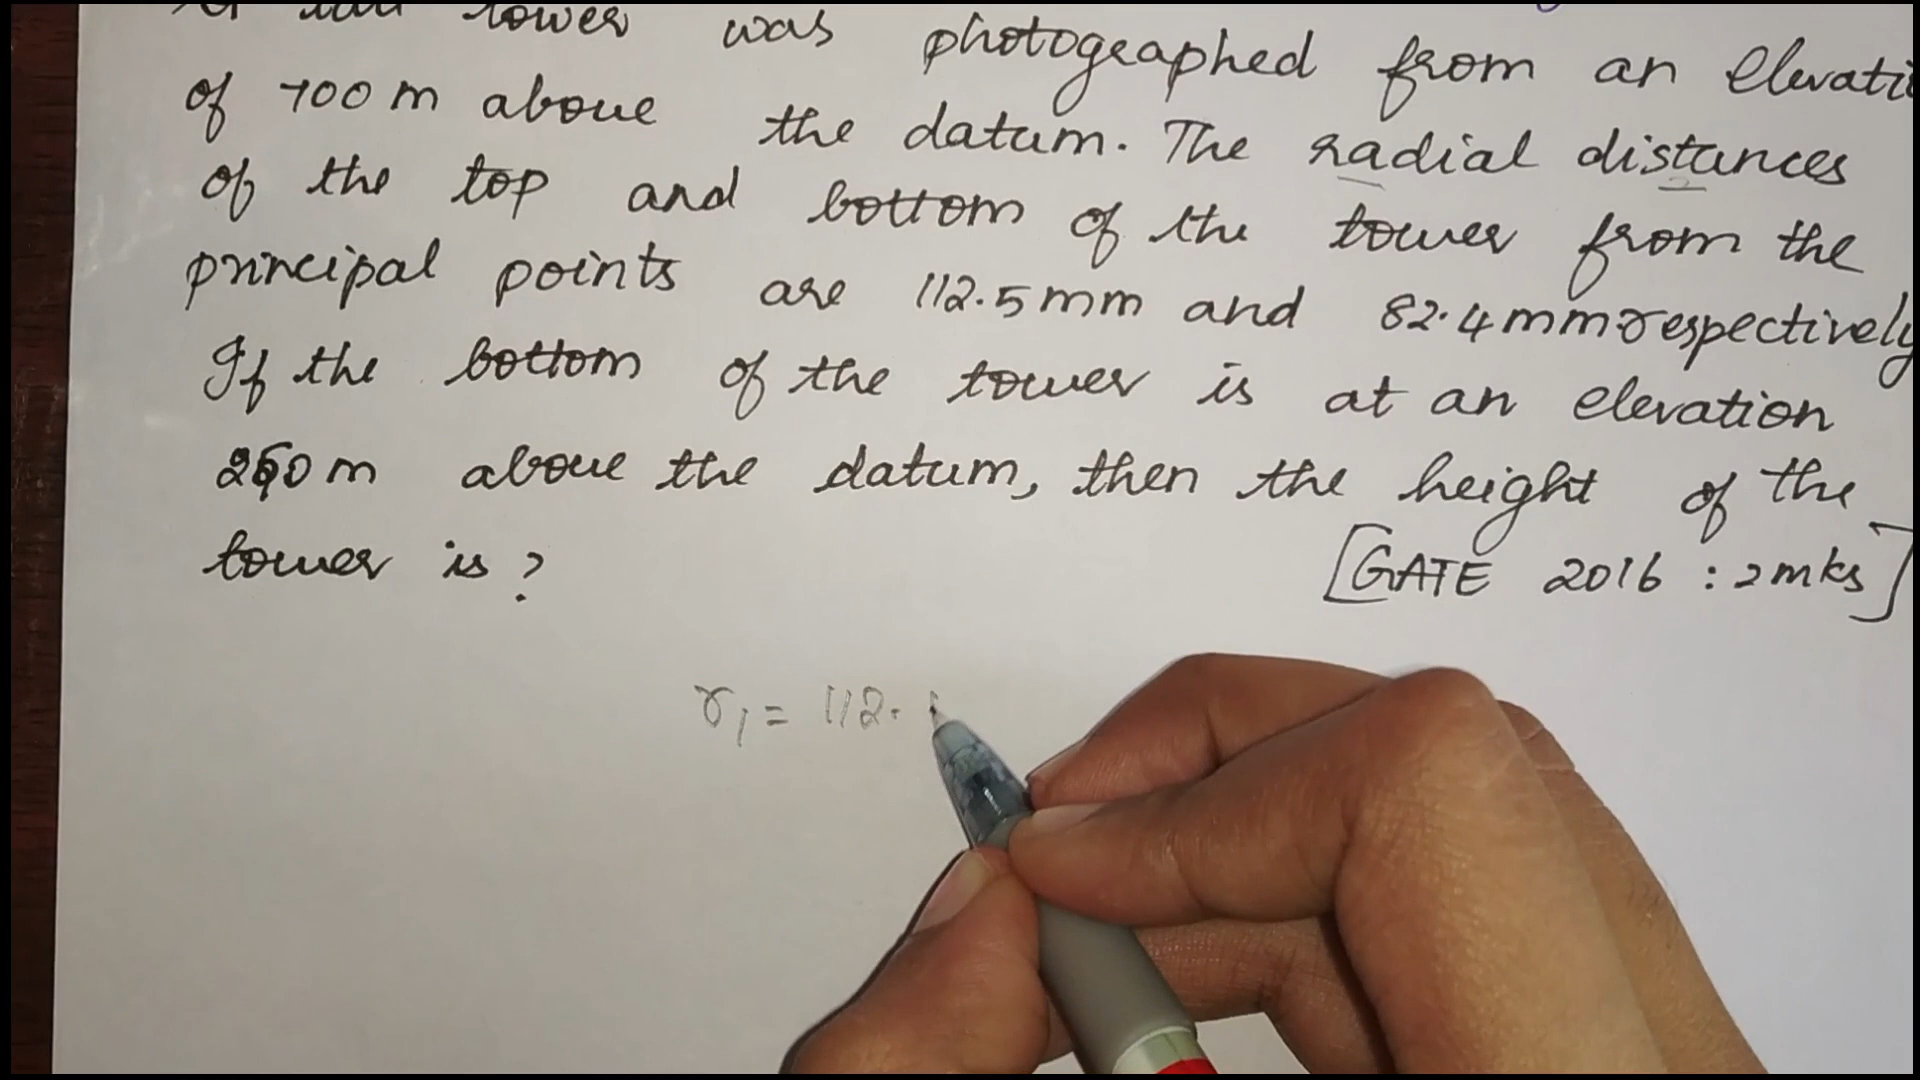 A tall tower was photographed from an elevati
of 700 m above the datum. The radial distances
of the top and bottom of the tower from the
principal points are 112.5 mm and 82.4 mm respectively
If the bottom of the tower is at an elevation
250 m above the datum, then the height of the
tower is ?
[GATE 2016 : 2 mks]
r1 = 112.